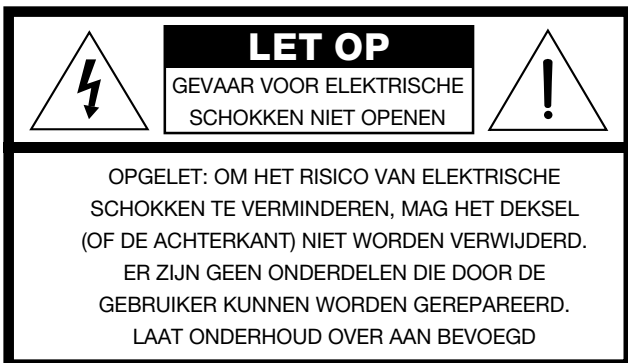 LET OP
GEVAAR VOOR ELEKTRISCHE
SCHOKKEN NIET OPENEN
OPGELET: OM HET RISICO VAN ELEKTRISCHE
SCHOKKEN TE VERMINDEREN, MAG HET DEKSEL
(OF DE ACHTERKANT) NIET WORDEN VERWIJDERD.
ER ZIJN GEEN ONDERDELEN DIE DOOR DE
GEBRUIKER KUNNEN WORDEN GEREPAREERD.
LAAT ONDERHOUD OVER AAN BEVOEGD